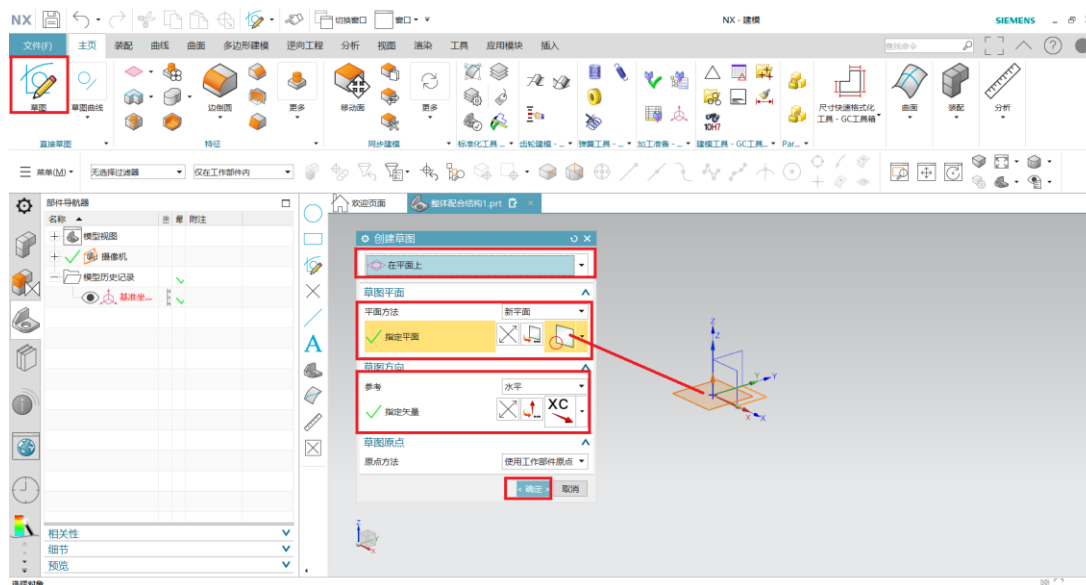 NX 切换窗口 窗口 NX - 建模 SIEMENS
文件(F) 主页 装配 曲线 曲面 多边形建模 逆向工程 分析 视图 渲染 工具 应用模块 插入 查找命令
草图 草图曲线 边倒圆 更多 移动面 更多 10H7 尺寸快速格式化工具 - GC工具箱 曲面 装配 分析
直接草图 特征 同步建模 标准化工具 ... 齿轮建模 - ... 弹簧工具 - ... 加工准备 - ... 建模工具 - GC工具... Par...
菜单(M) 无选择过滤器 仅在工作部件内
部件导航器 欢迎页面 整体配合结构1.prt
名称 附注
模型视图
摄像机
模型历史记录
基准坐...
创建草图
在平面上
草图平面
平面方法 新平面
指定平面
草图方向
参考 水平
指定矢量 XC
草图原点
原点方法 使用工作部件原点
< 确定 > 取消
Z
Z
Y
Y
X X
A
Z
Y
X
相关性
细节
预览
选择对象